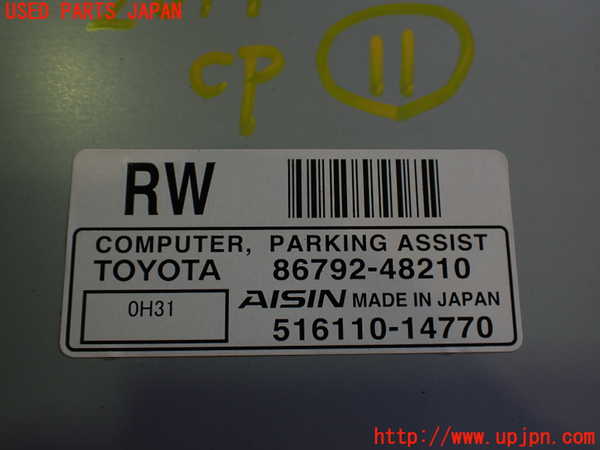 USED PARTS JAPAN
CP 11
RW
COMPUTER, PARKING ASSIST
TOYOTA 86792-48210
0H31 AISIN MADE IN JAPAN
516110-14770
http://www.upjpn.com/